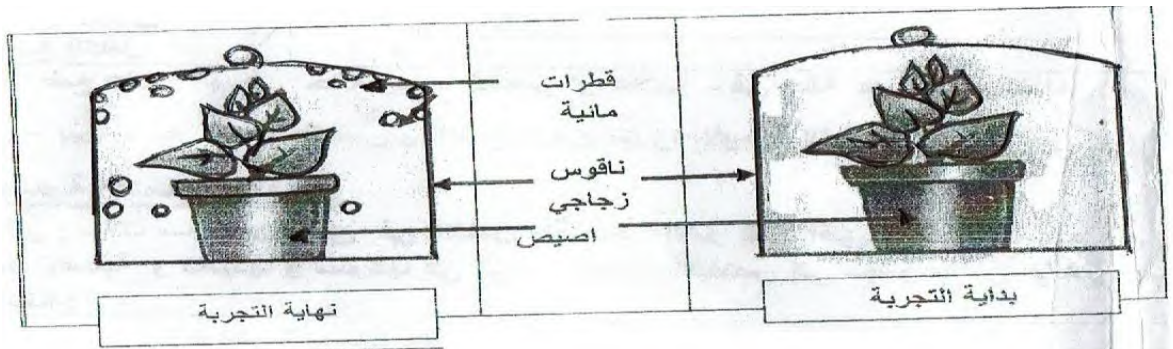 قطرات
مائية
ناقوس
زجاجي
اصيص
بداية التجربة
نهاية التجربة